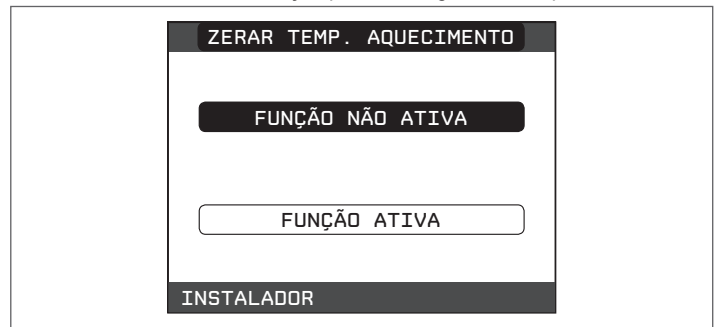 ZERAR TEMP. AQUECIMENTO
FUNÇÃO NÃO ATIVA
FUNÇÃO ATIVA
INSTALADOR